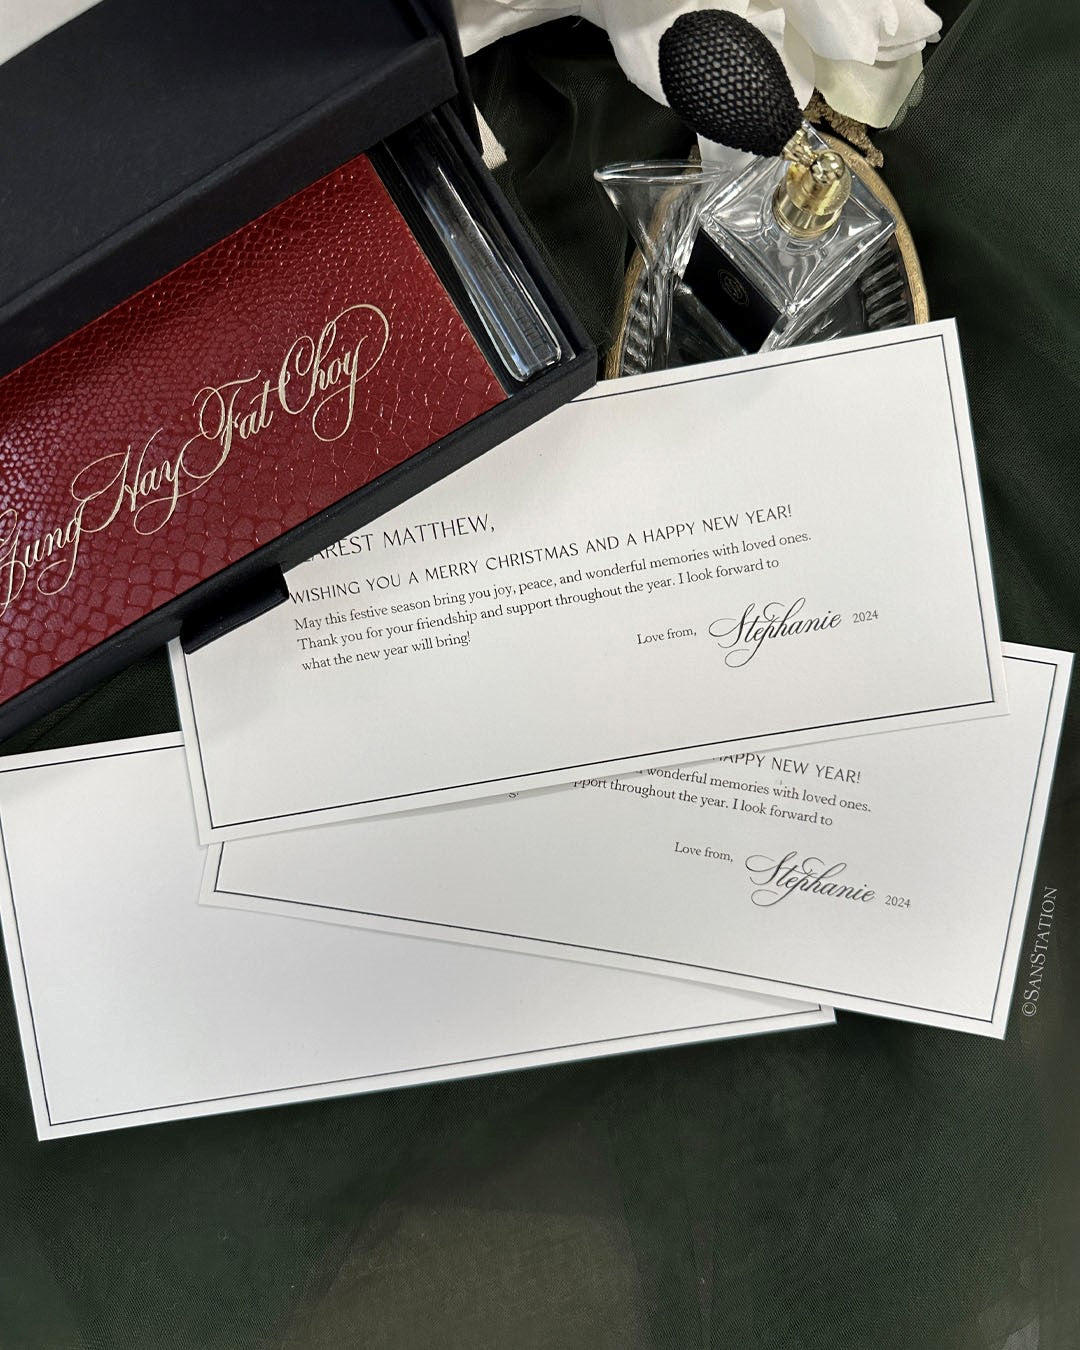 Gung Hay Fat Choy
MATTHEW,
WISHING YOU A MERRY CHRISTMAS AND A HAPPY NEW YEAR!
May this festive season bring you joy, peace, and wonderful memories with loved ones.
Thank you for your friendship and support throughout the year. I look forward to
what the new year will bring!
Love from, Stephanie 2024
NEW YEAR!
wonderful memories with loved ones.
throughout the year. I look forward to
Love from, Stephanie 2024
©SANSTATION